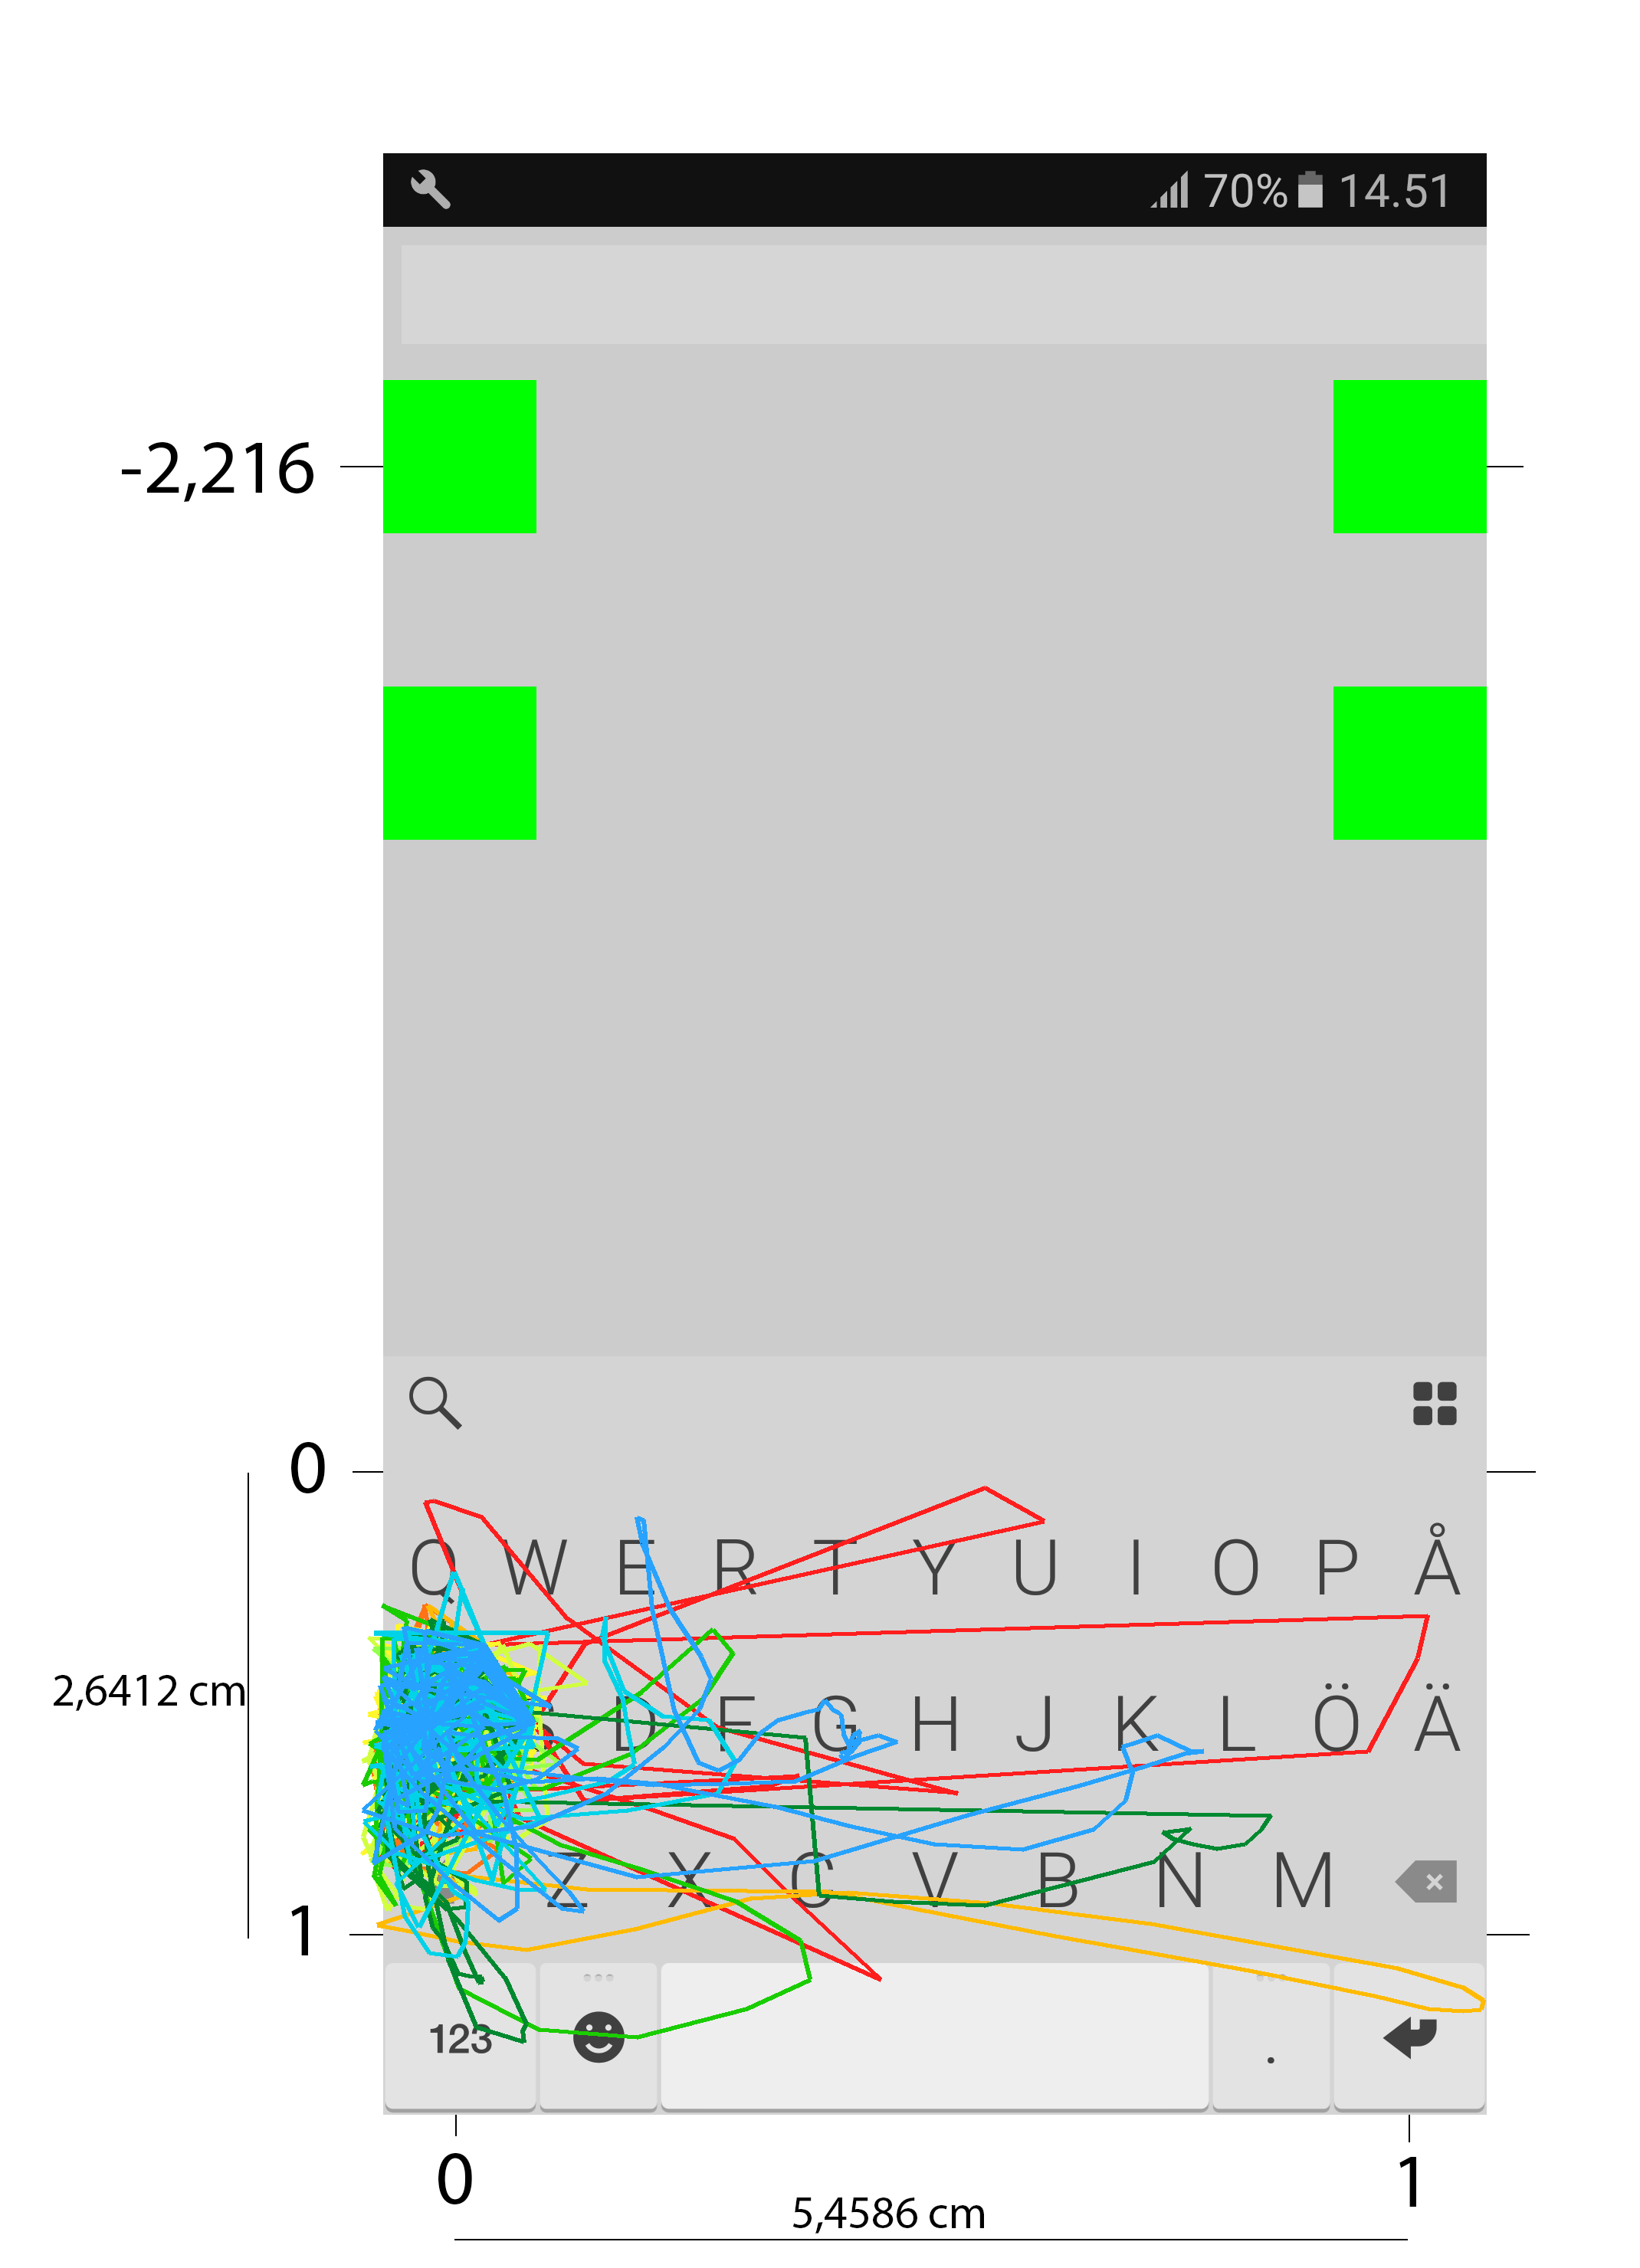 70% 14.51
-2,216
0
Q W E R T Y U I O P Å
2,6412 cm
S D F G H J K L Ö Ä
Z X C V B N M
1
123 .
0 1
5,4586 cm